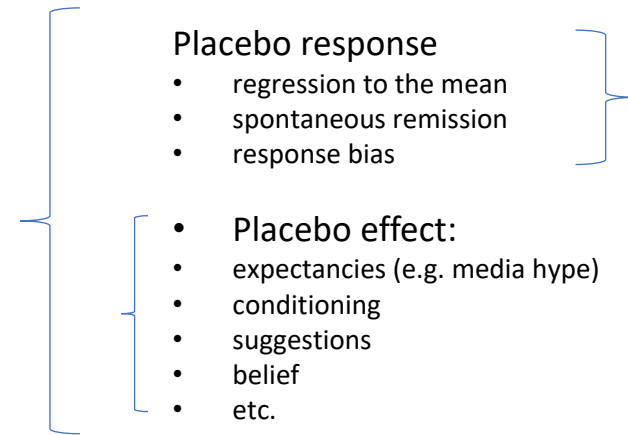 Placebo response
• regression to the mean
• spontaneous remission
• response bias
• Placebo effect:
• expectancies (e.g. media hype)
• conditioning
• suggestions
• belief
• etc.